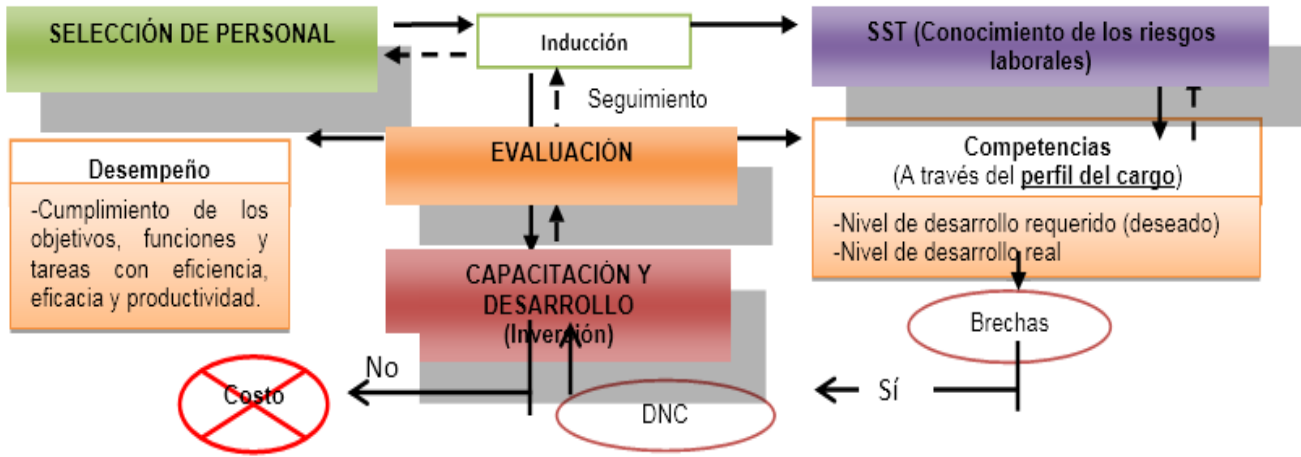 SELECCIÓN DE PERSONAL
Inducción
SST (Conocimiento de los riesgos
laborales)
Seguimiento
EVALUACIÓN
Desempeño
-Cumplimiento de los
objetivos, funciones y
tareas con eficiencia,
eficacia y productividad.
Competencias
(A través del perfil del cargo)
-Nivel de desarrollo requerido (deseado)
-Nivel de desarrollo real
CAPACITACIÓN Y
DESARROLLO
(Inversión)
Brechas
No
Costo
DNC
Sí